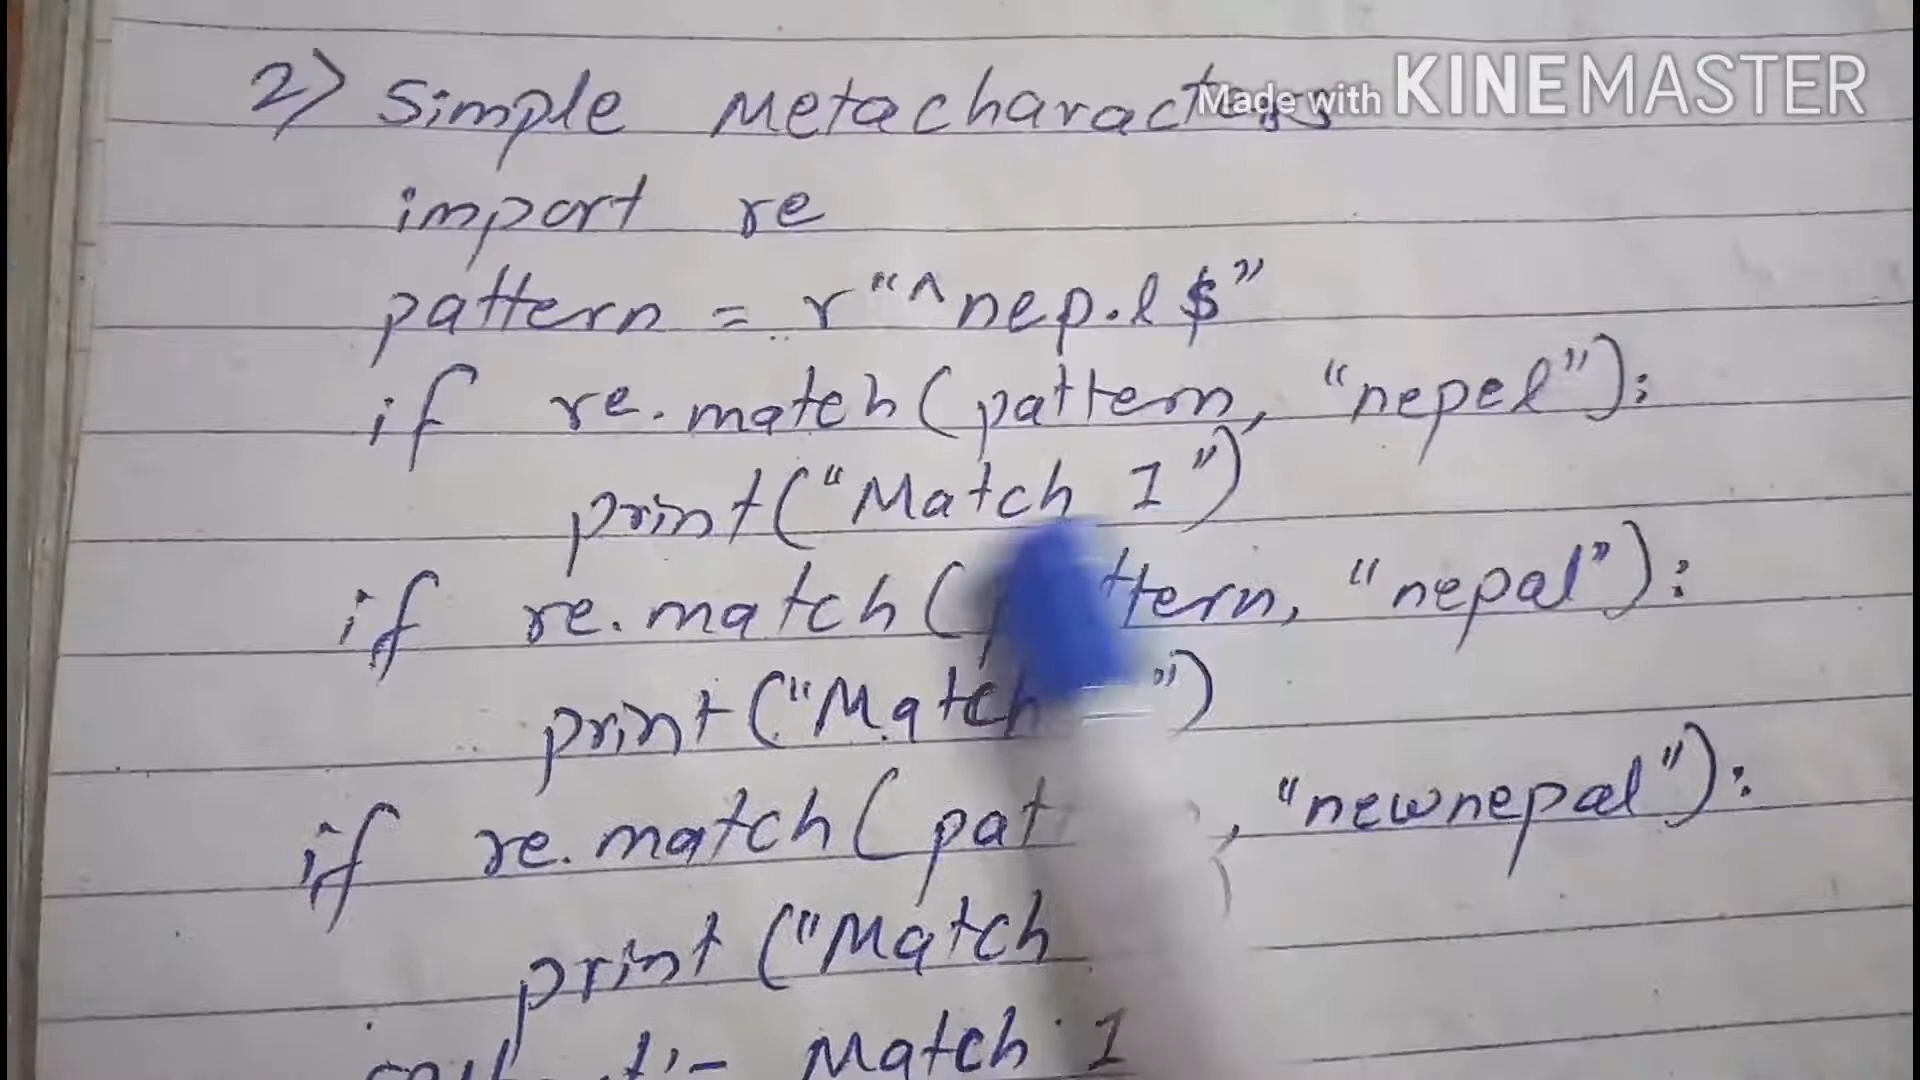 2) Simple Metacharacters
Made with KINEMASTER
import re
pattern = r"^nep.l$"
if re.match(pattern, "nepel"):
print("Match 1")
if re.match(pattern, "nepal"):
print("Match ")
if re.match(pat , "newnepal"):
print("Match )
:- Match 1